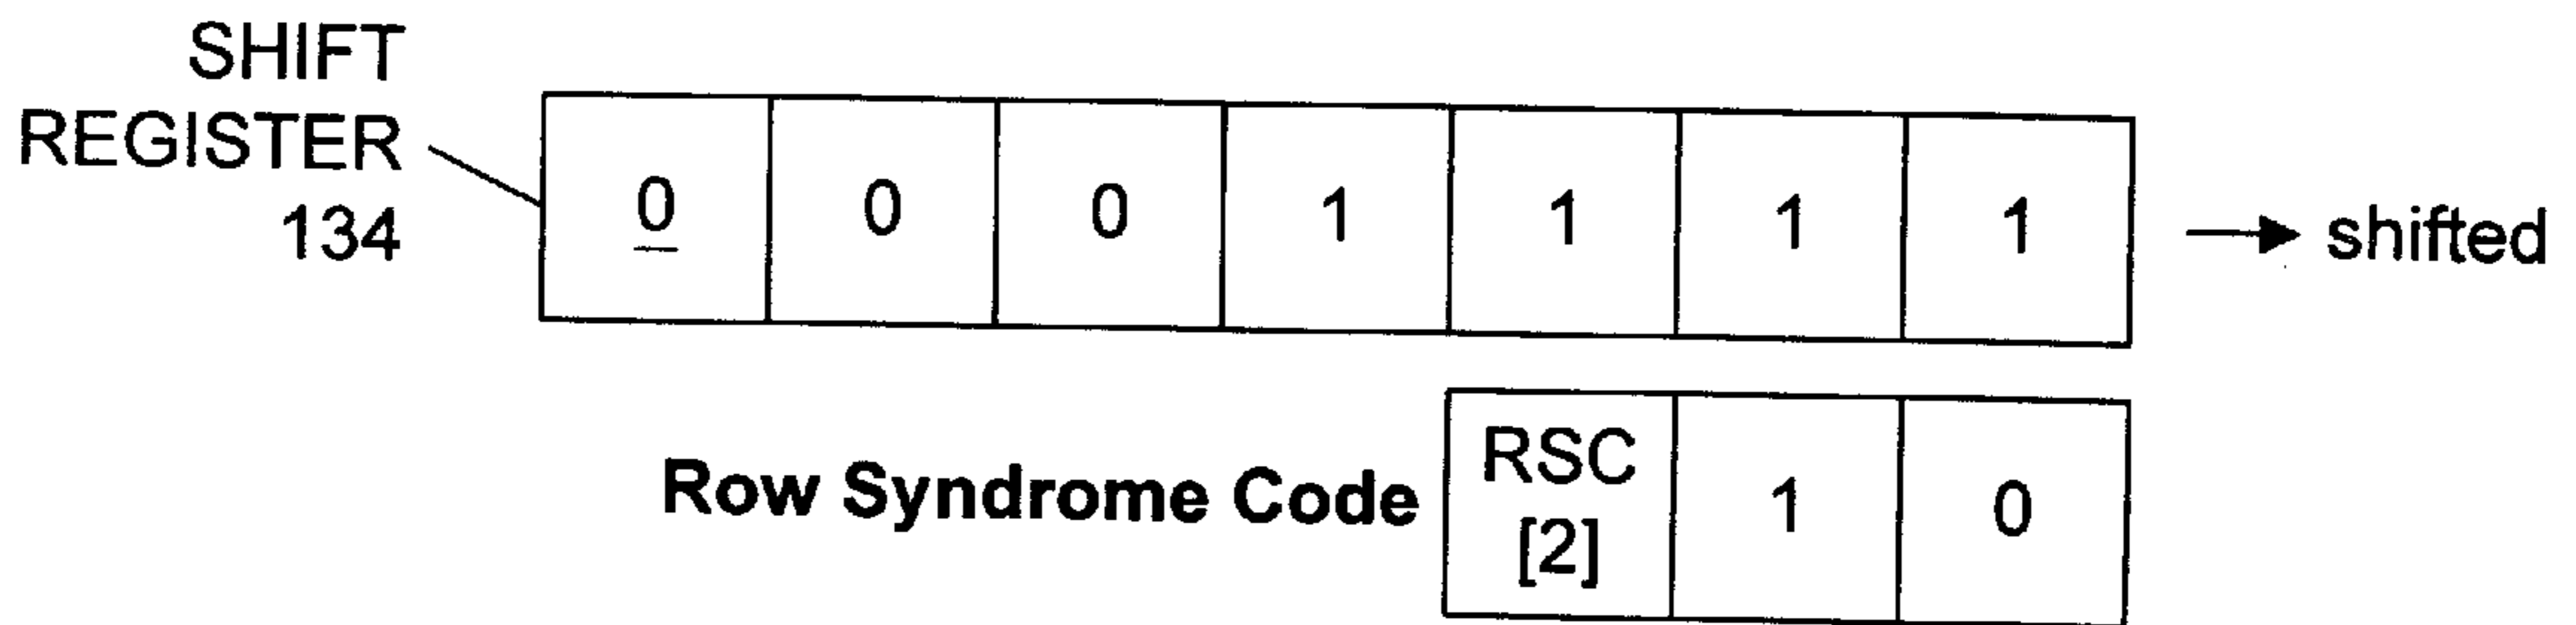 SHIFT
REGISTER
134
0 0 0 1 1 1 1
shifted
Row Syndrome Code
RSC
[2]
1 0